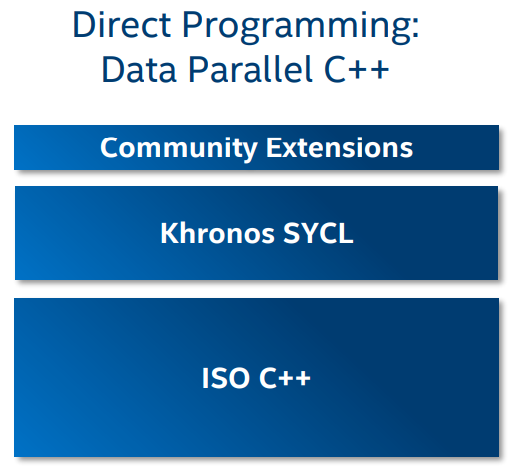 Direct Programming:
Data Parallel C++
Community Extensions
Khronos SYCL
ISO C++